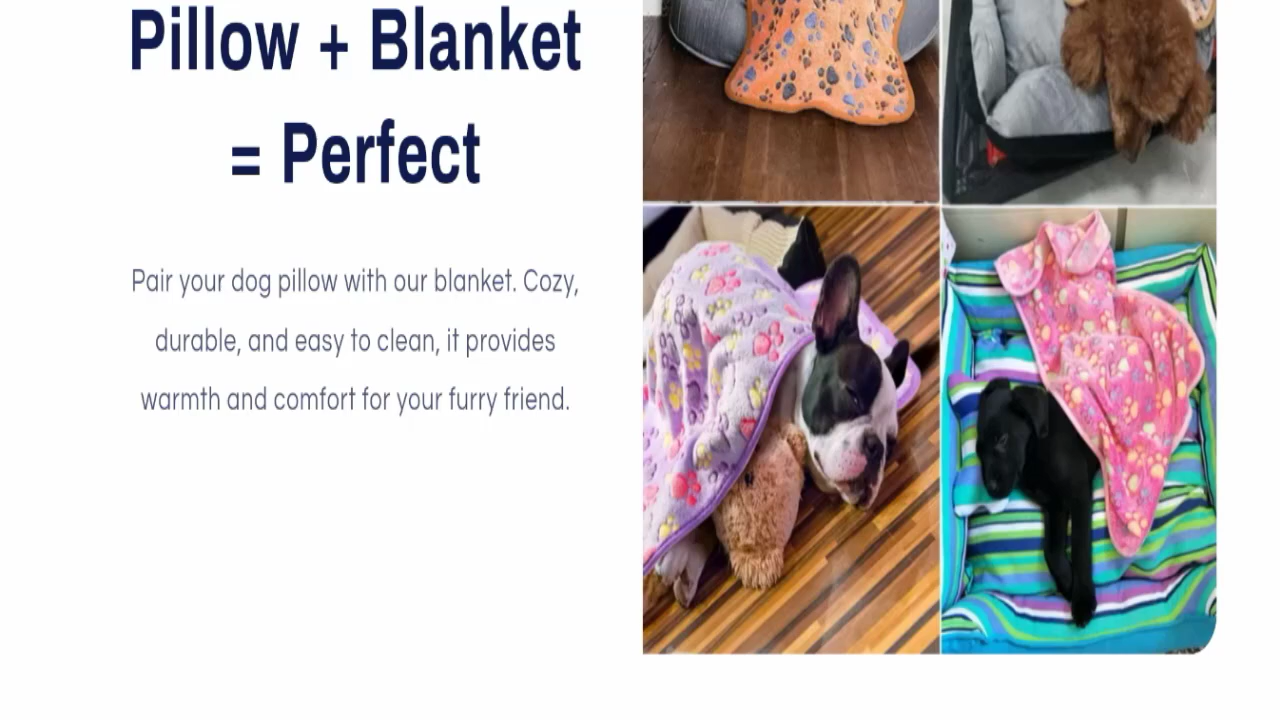 Pillow + Blanket
= Perfect
Pair your dog pillow with our blanket. Cozy,
durable, and easy to clean, it provides
warmth and comfort for your furry friend.